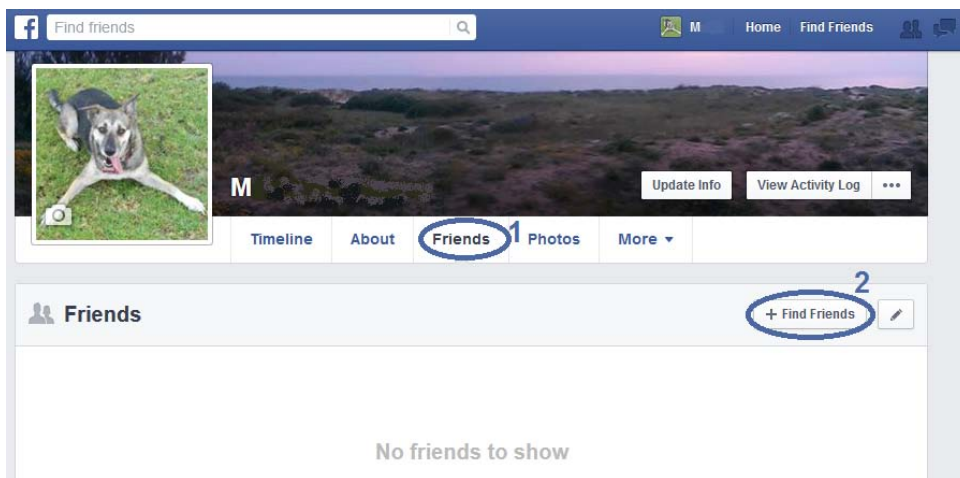 f Find friends M Home Find Friends
M
Update Info View Activity Log •••
Timeline About Friends 1 Photos More
2
Friends + Find Friends
No friends to show